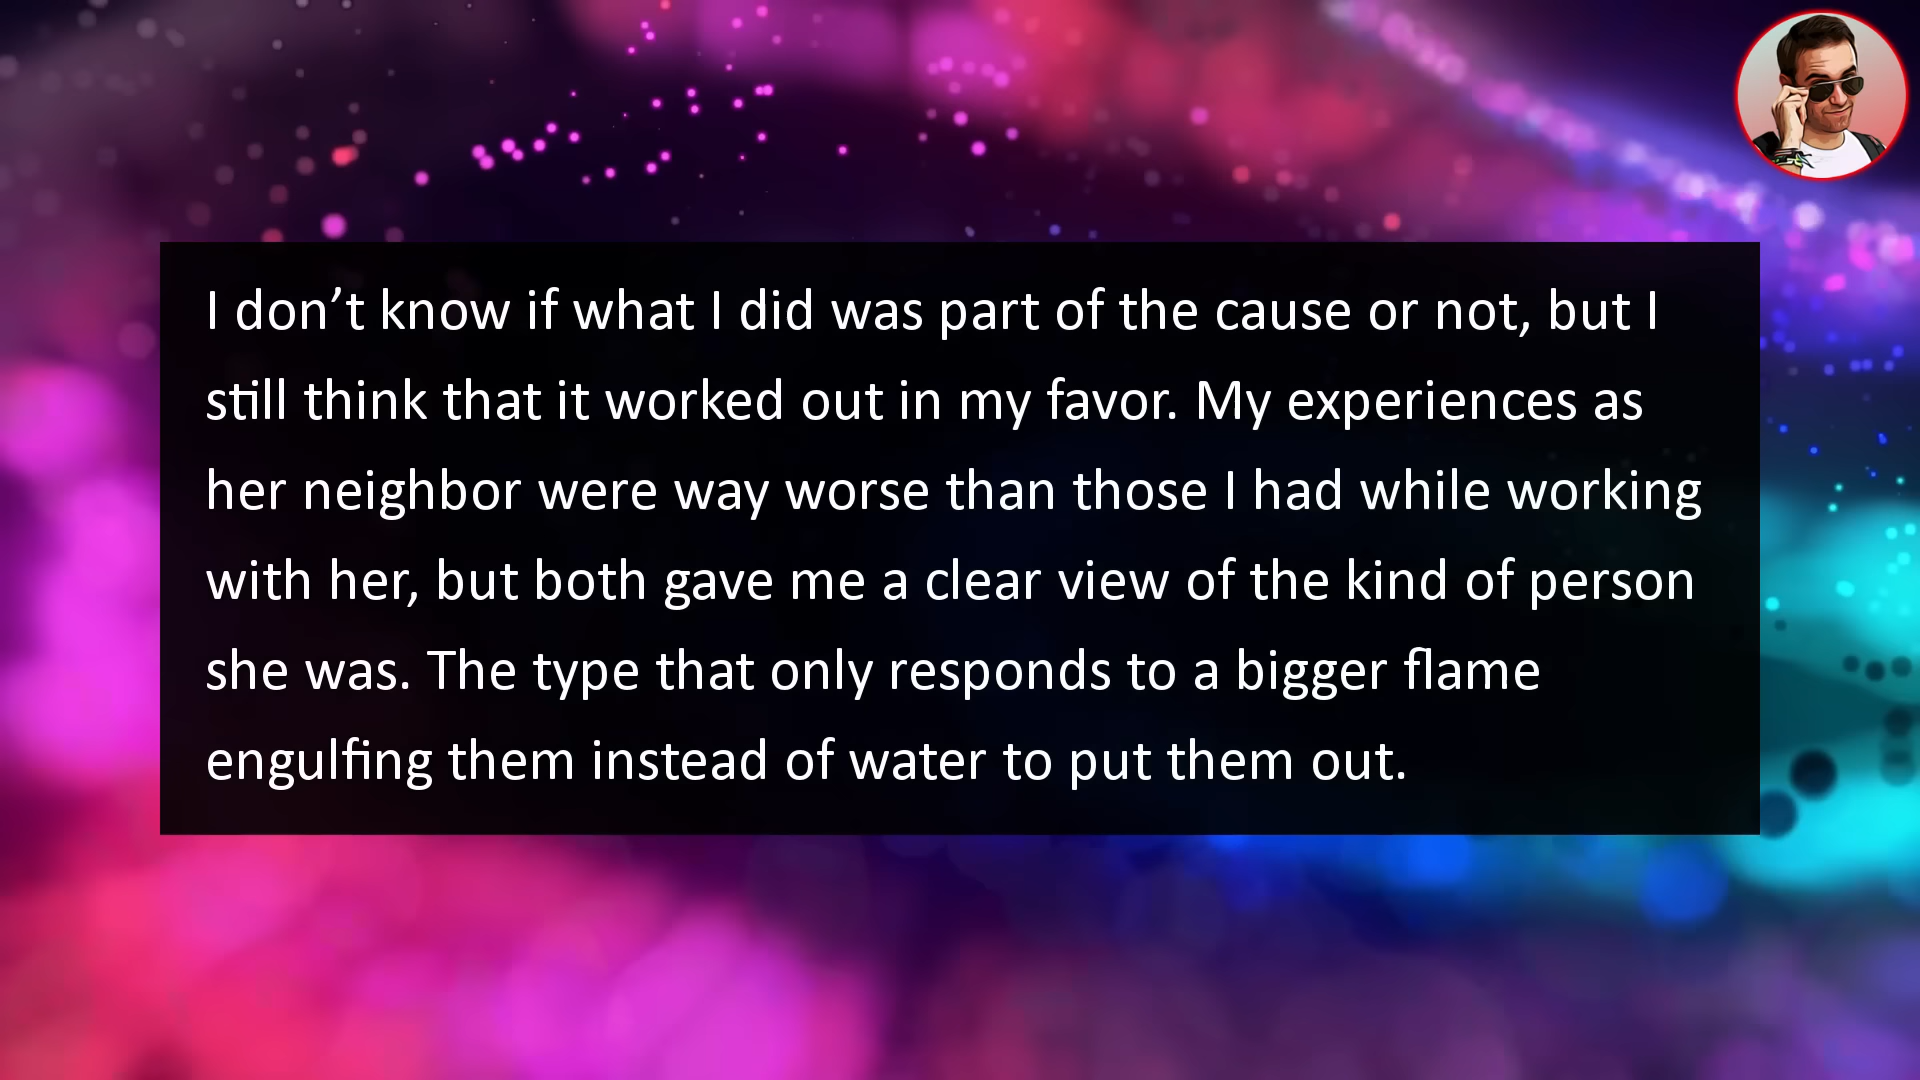 I don’t know if what I did was part of the cause or not, but I
still think that it worked out in my favor. My experiences as
her neighbor were way worse than those I had while working
with her, but both gave me a clear view of the kind of person
she was. The type that only responds to a bigger flame
engulfing them instead of water to put them out.